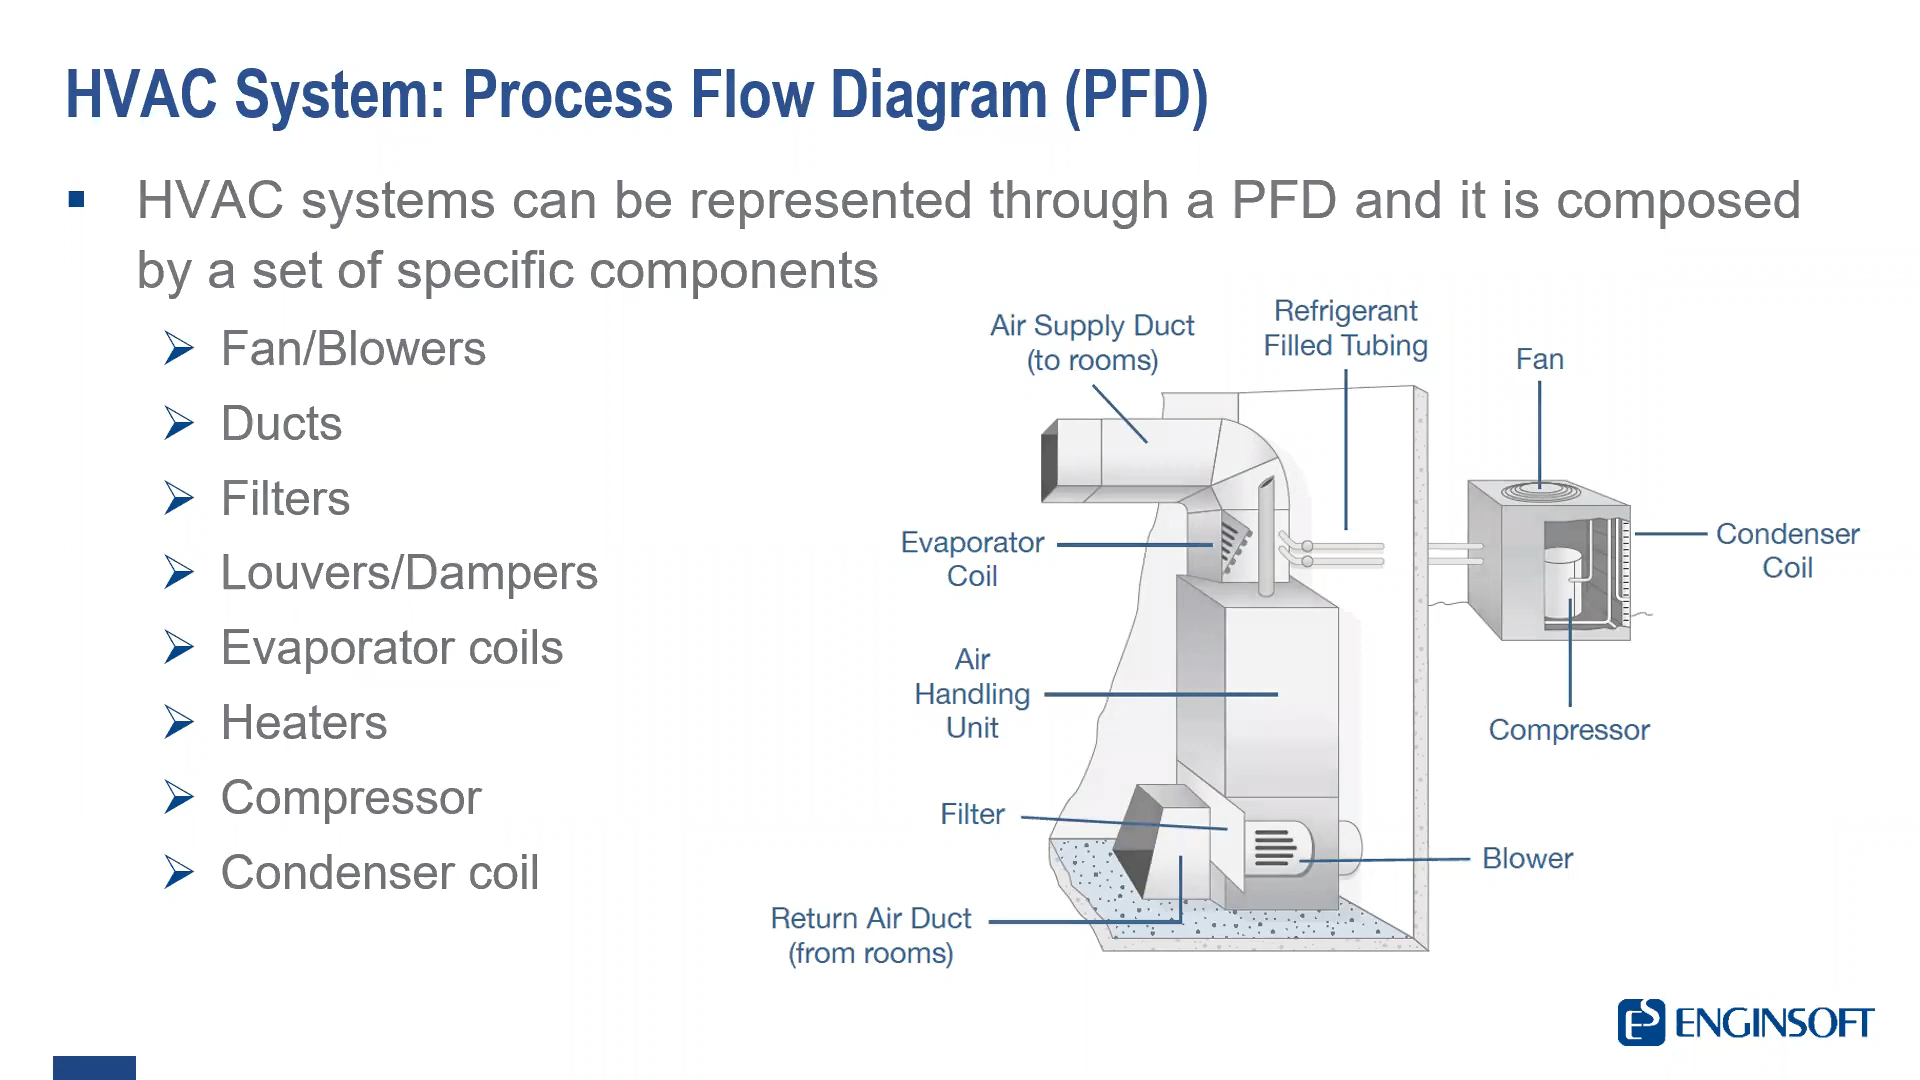 HVAC System: Process Flow Diagram (PFD)
HVAC systems can be represented through a PFD and it is composed
by a set of specific components
Fan/Blowers
Ducts
Filters
Louvers/Dampers
Evaporator coils
Heaters
Compressor
Condenser coil
Air Supply Duct
(to rooms)
Refrigerant
Filled Tubing
Fan
Evaporator
Coil
Condenser
Coil
Air
Handling
Unit
Compressor
Filter
Blower
Return Air Duct
(from rooms)
ES ENGINSOFT